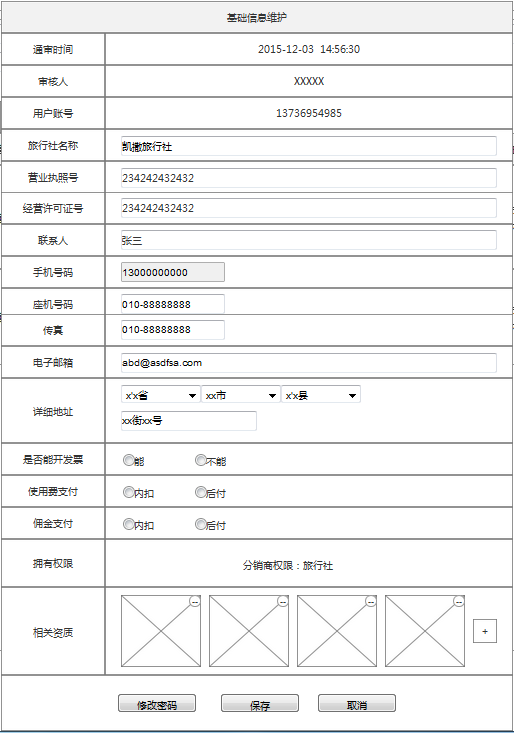 基础信息维护
通审时间 2015-12-03 14:56:30
审核人 XXXXX
用户账号 13736954985
旅行社名称 凯撒旅行社
营业执照号 234242432432
经营许可证号 234242432432
联系人 张三
手机号码 13000000000
座机号码 010-88888888
传真 010-88888888
电子邮箱 abd@asdfsa.com
详细地址 x'x省 xx市 x'x县
xx街xx号
是否能开发票 能 不能
使用费支付 内扣 后付
佣金支付 内扣 后付
拥有权限 分销商权限：旅行社
相关资质 -- -- -- -- +
修改密码 保存 取消